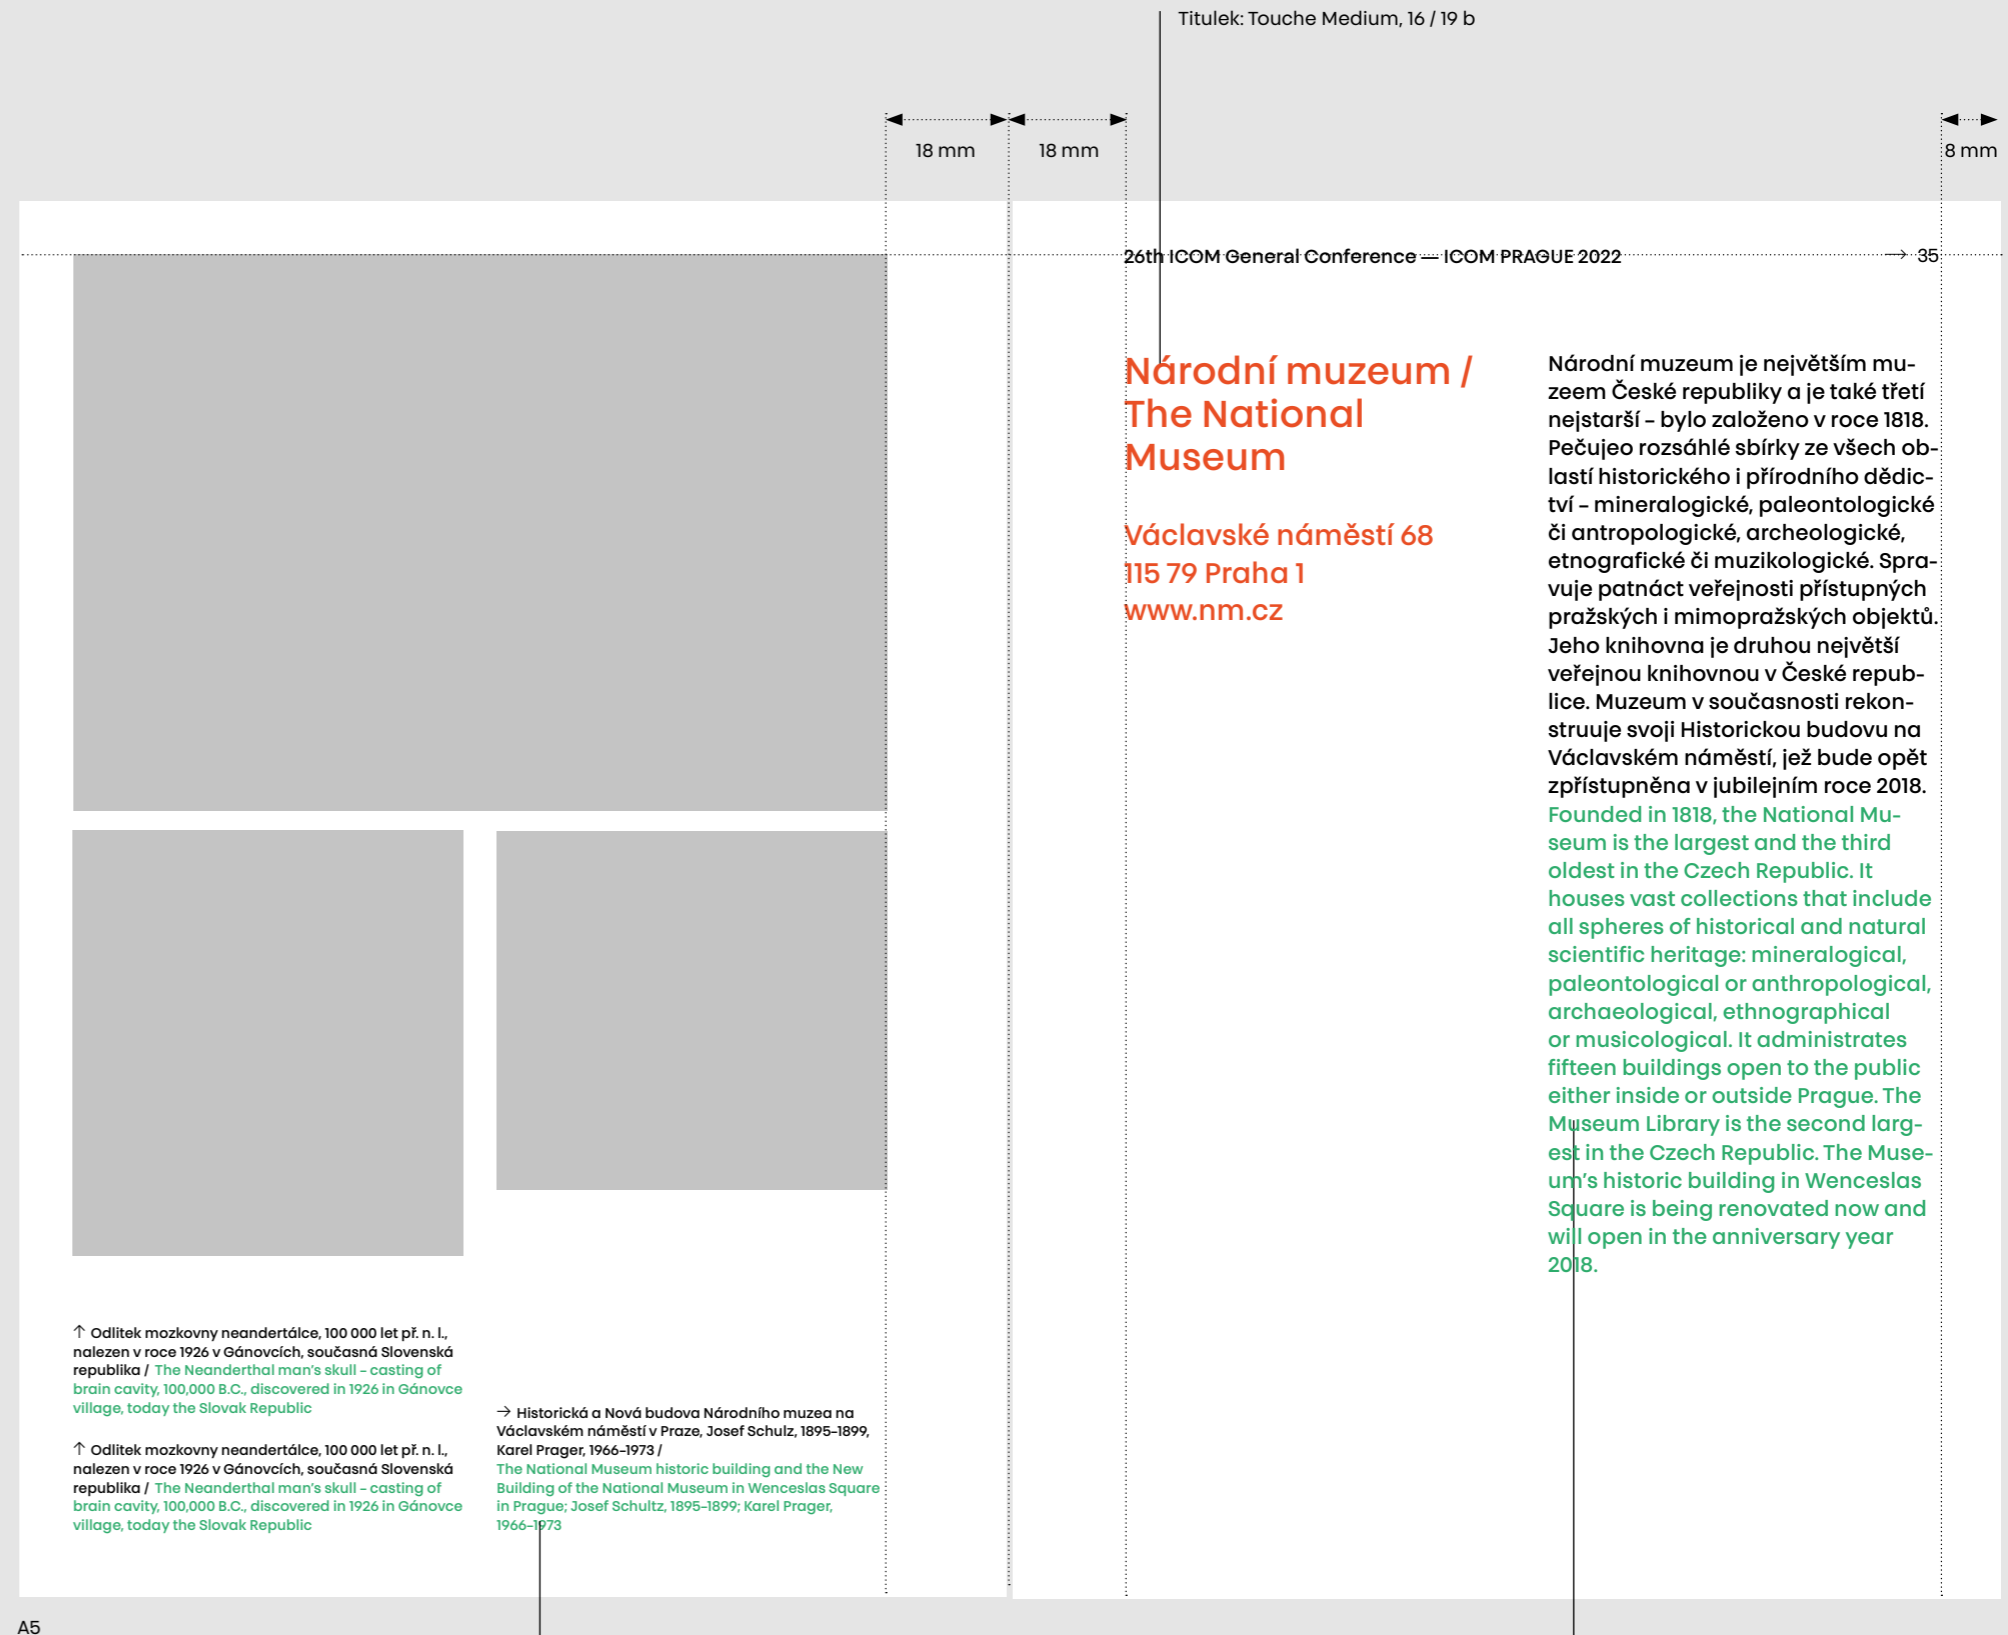 Titulek: Touche Medium, 16 / 19 b
18 mm
18 mm
8 mm
26th ICOM General Conference — ICOM PRAGUE 2022
→ 35
Národní muzeum /
The National
Museum
Václavské náměstí 68
115 79 Praha 1
www.nm.cz
Národní muzeum je největším mu-
zeem České republiky a je také třetí
nejstarší – bylo založeno v roce 1818.
Pečujeo rozsáhlé sbírky ze všech ob-
lastí historického i přírodního dědic-
tví – mineralogické, paleontologické
či antropologické, archeologické,
etnografické či muzikologické. Spra-
vuje patnáct veřejnosti přístupných
pražských i mimopražských objektů.
Jeho knihovna je druhou největší
veřejnou knihovnou v České repub-
lice. Muzeum v současnosti rekon-
struuje svoji Historickou budovu na
Václavském náměstí, jež bude opět
zpřístupněna v jubilejním roce 2018.
Founded in 1818, the National Mu-
seum is the largest and the third
oldest in the Czech Republic. It
houses vast collections that include
all spheres of historical and natural
scientific heritage: mineralogical,
paleontological or anthropological,
archaeological, ethnographical
or musicological. It administrates
fifteen buildings open to the public
either inside or outside Prague. The
Museum Library is the second larg-
est in the Czech Republic. The Muse-
um's historic building in Wenceslas
Square is being renovated now and
will open in the anniversary year
2018.
↑ Odlitek mozkovny neandertálce, 100 000 let př. n. l.,
nalezen v roce 1926 v Gánovcích, současná Slovenská
republika / The Neanderthal man's skull – casting of
brain cavity, 100,000 B.C., discovered in 1926 in Gánovce
village, today the Slovak Republic
↑ Odlitek mozkovny neandertálce, 100 000 let př. n. l.,
nalezen v roce 1926 v Gánovcích, současná Slovenská
republika / The Neanderthal man's skull – casting of
brain cavity, 100,000 B.C., discovered in 1926 in Gánovce
village, today the Slovak Republic
→ Historická a Nová budova Národního muzea na
Václavském náměstí v Praze, Josef Schulz, 1895–1899,
Karel Prager, 1966–1973 /
The National Museum historic building and the New
Building of the National Museum in Wenceslas Square
in Prague; Josef Schultz, 1895–1899; Karel Prager,
1966–1973
A5